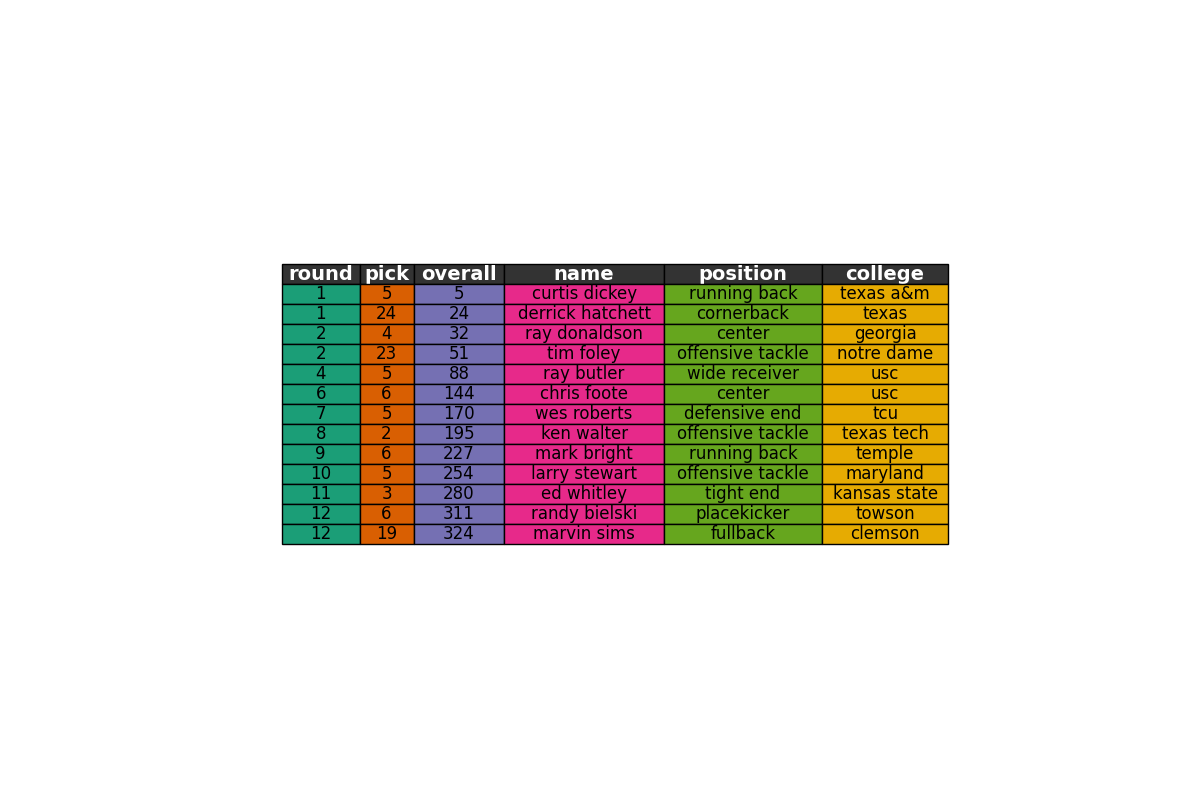 round pick overall name position college
1 5 5 curtis dickey running back texas a&m
1 24 24 derrick hatchett cornerback texas
2 4 32 ray donaldson center georgia
2 23 51 tim foley offensive tackle notre dame
4 5 88 ray butler wide receiver usc
6 6 144 chris foote center usc
7 5 170 wes roberts defensive end tcu
8 2 195 ken walter offensive tackle texas tech
9 6 227 mark bright running back temple
10 5 254 larry stewart offensive tackle maryland
11 3 280 ed whitley tight end kansas state
12 6 311 randy bielski placekicker towson
12 19 324 marvin sims fullback clemson